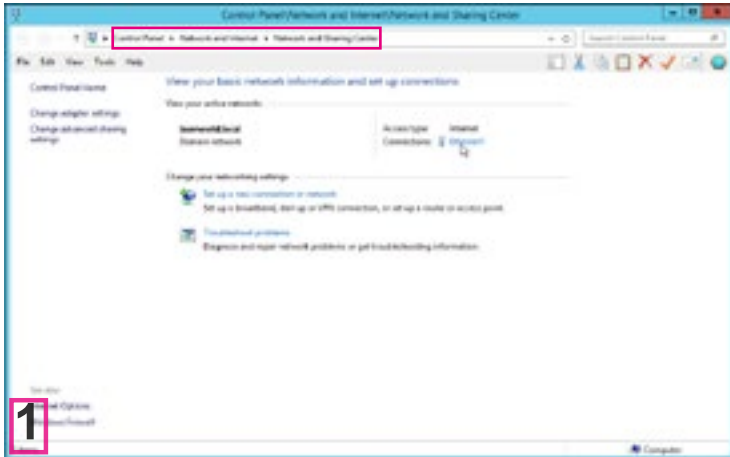 Control Panel\Network and Internet\Network and Sharing Center
Control Panel ▸ Network and Internet ▸ Network and Sharing Center
Search Control Panel
File Edit View Tools Help
Control Panel Home
View your basic network information and set up connections
View your active networks
Change adapter settings
Change advanced sharing
settings
Domain network
Access type: Internet
Connections:
Change your networking settings
Set up a new connection or network
Set up a broadband, dial-up or VPN connection, or set up a router or access point.
Troubleshoot problems
Diagnose and repair network problems or get troubleshooting information.
See also
Internet Options
Windows Firewall
1
Computer